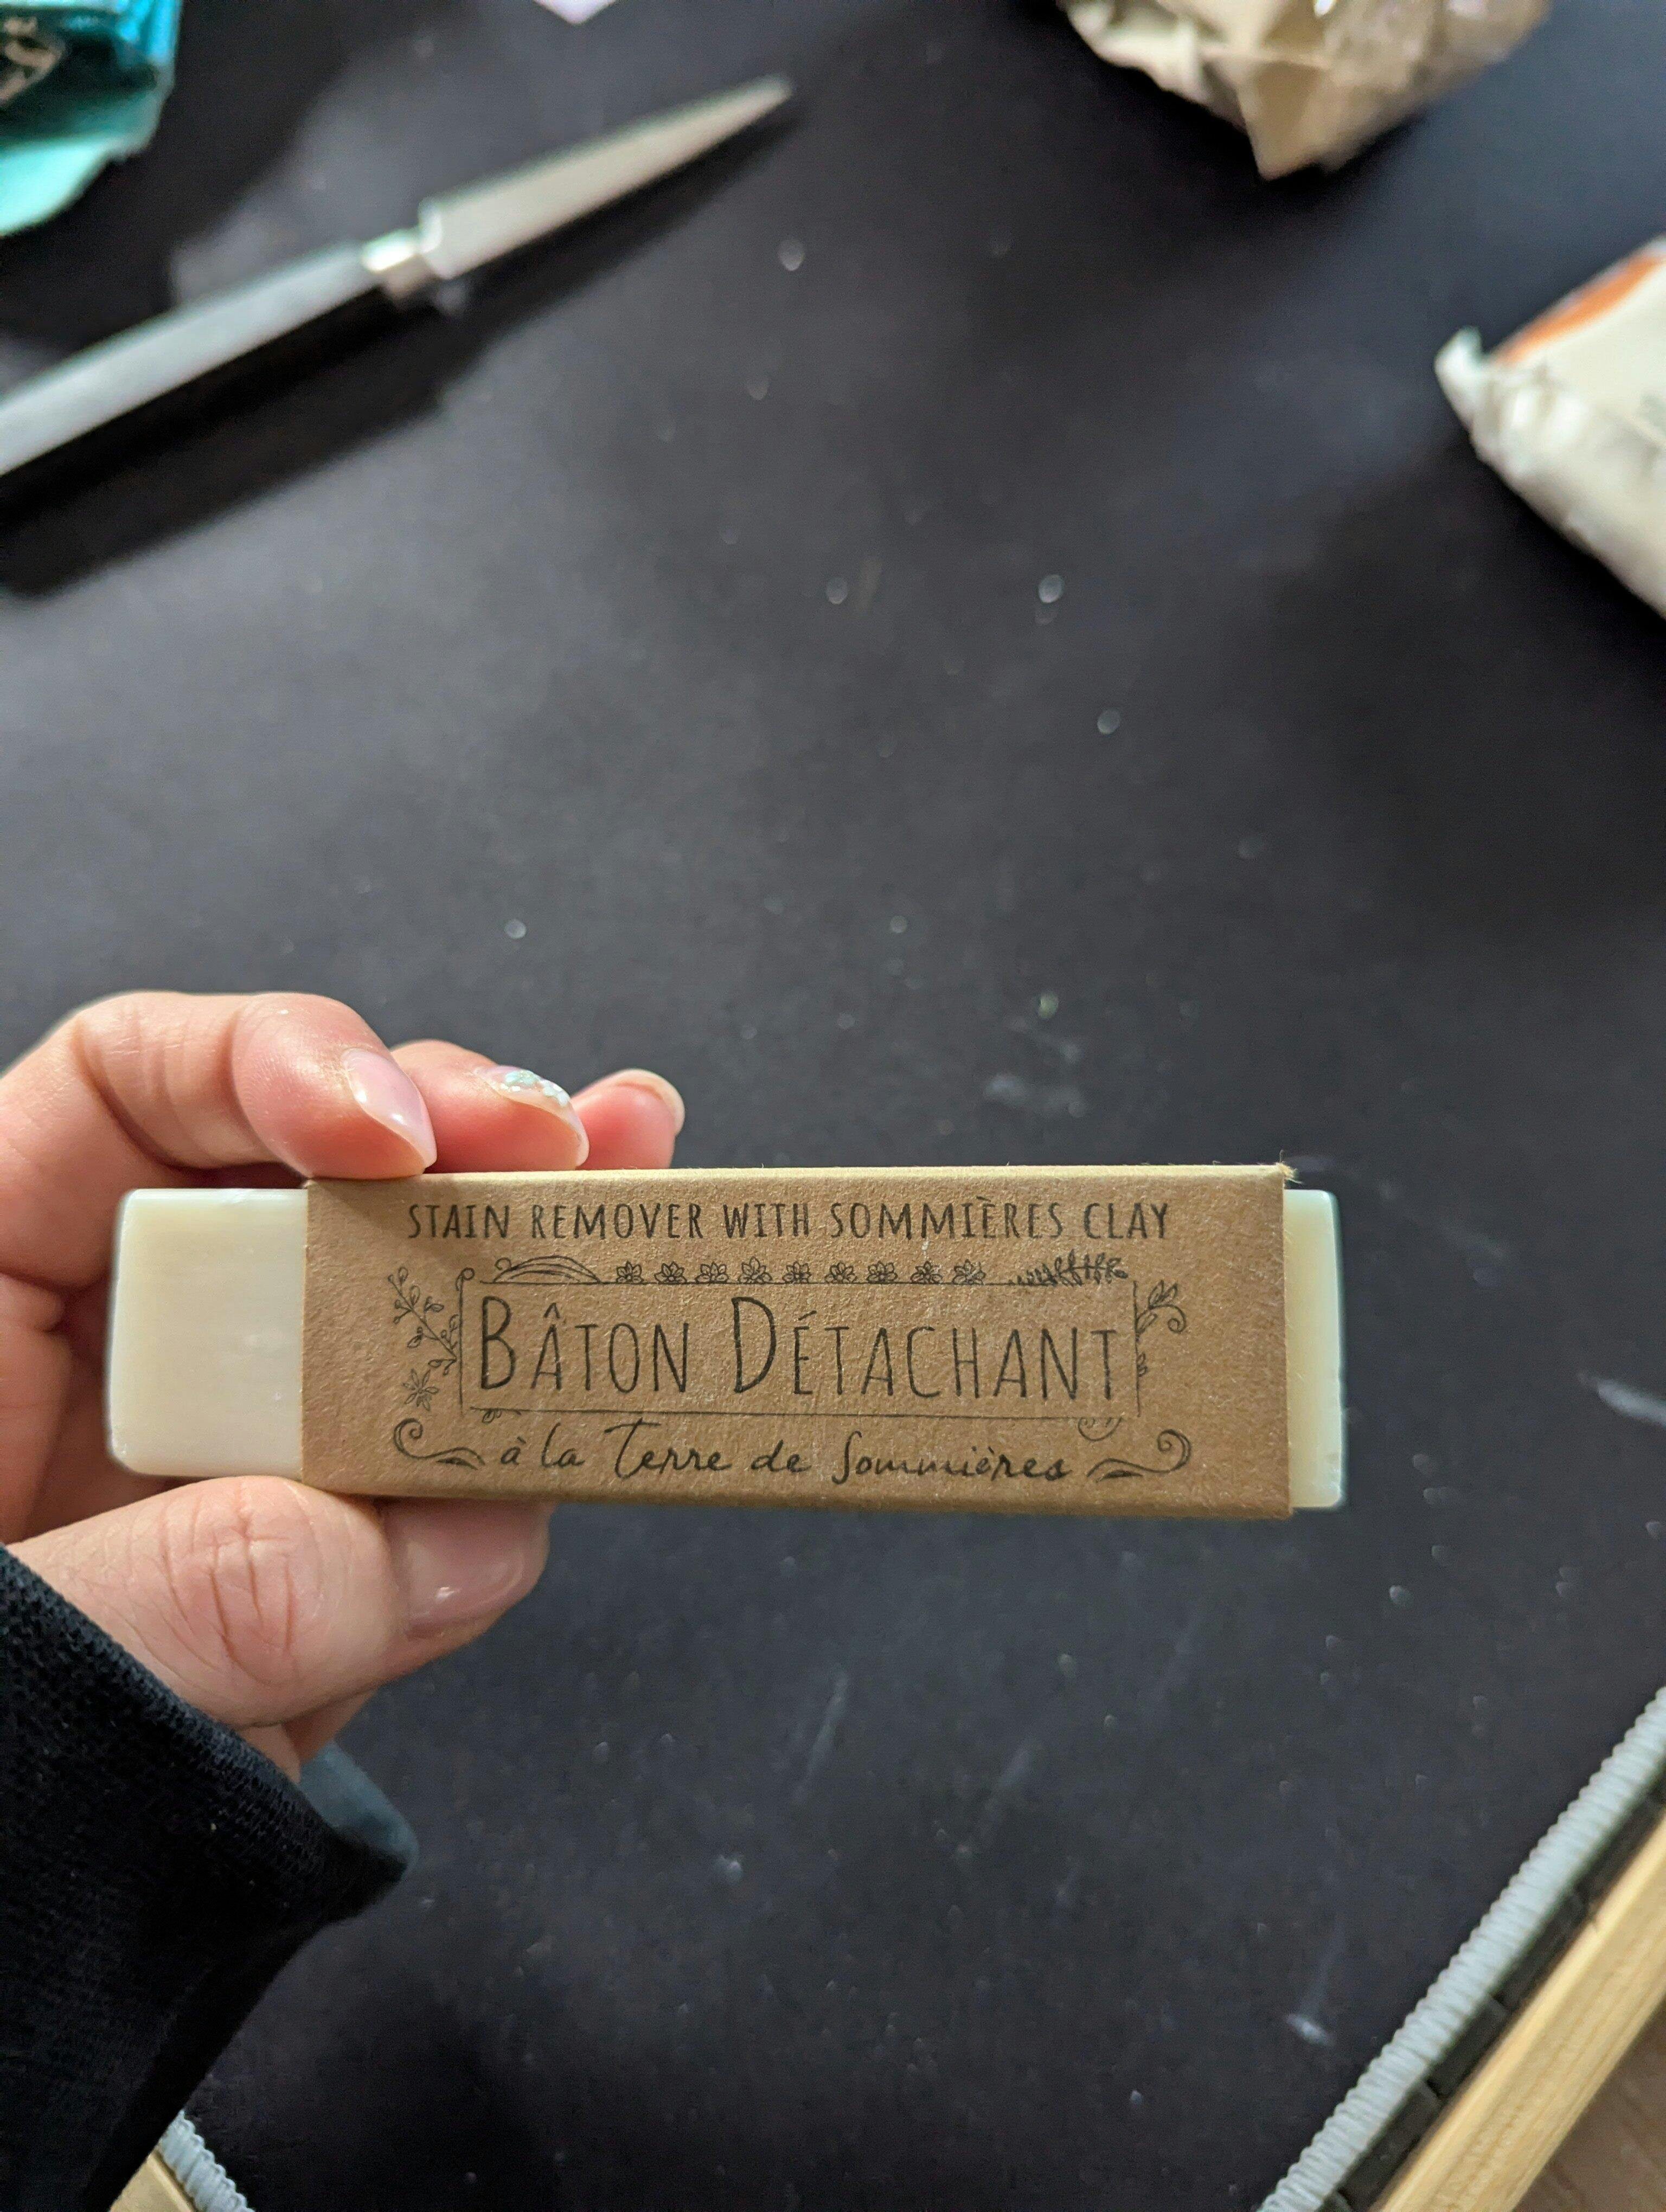 STAIN REMOVER WITH SOMMIÈRES CLAY
BÂTON DÉTACHANT
à la Terre de Sommières